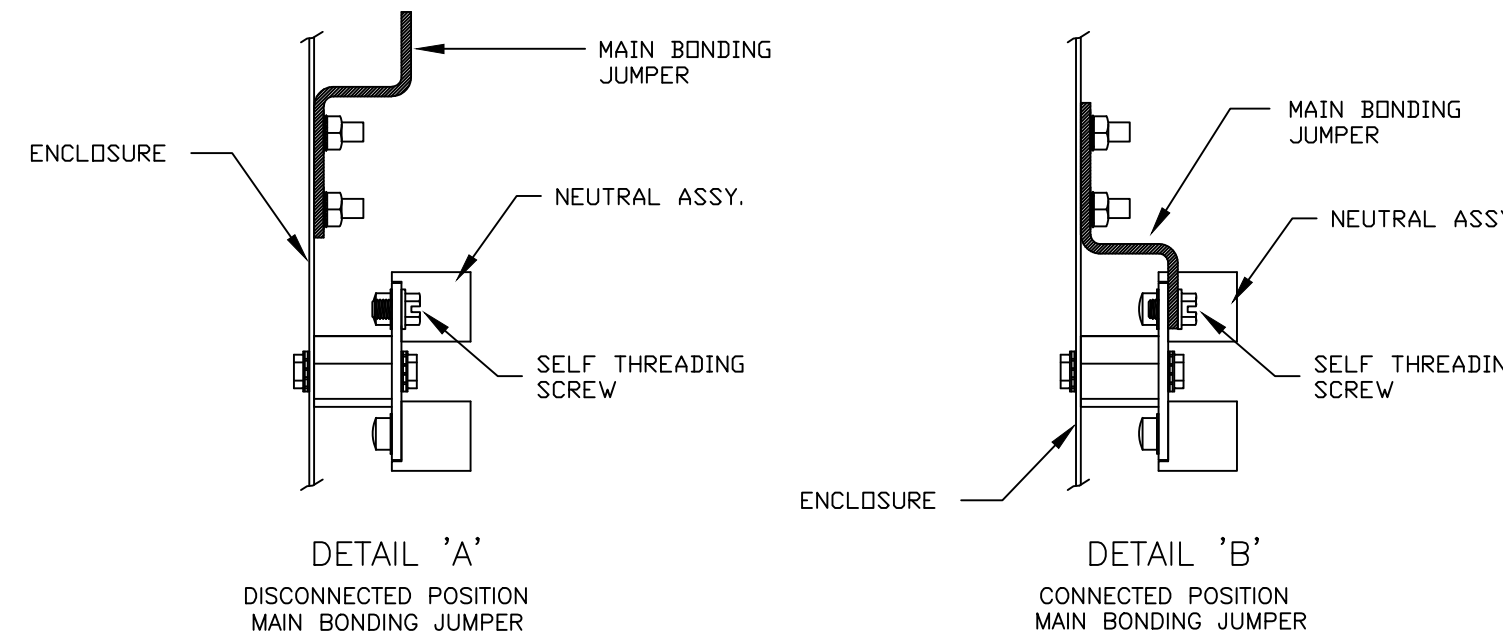 MAIN BONDING
JUMPER
ENCLOSURE
NEUTRAL ASSY.
SELF THREADING
SCREW
DETAIL 'A'
DISCONNECTED POSITION
MAIN BONDING JUMPER
MAIN BONDING
JUMPER
NEUTRAL ASSY
SELF THREADIN
SCREW
ENCLOSURE
DETAIL 'B'
CONNECTED POSITION
MAIN BONDING JUMPER